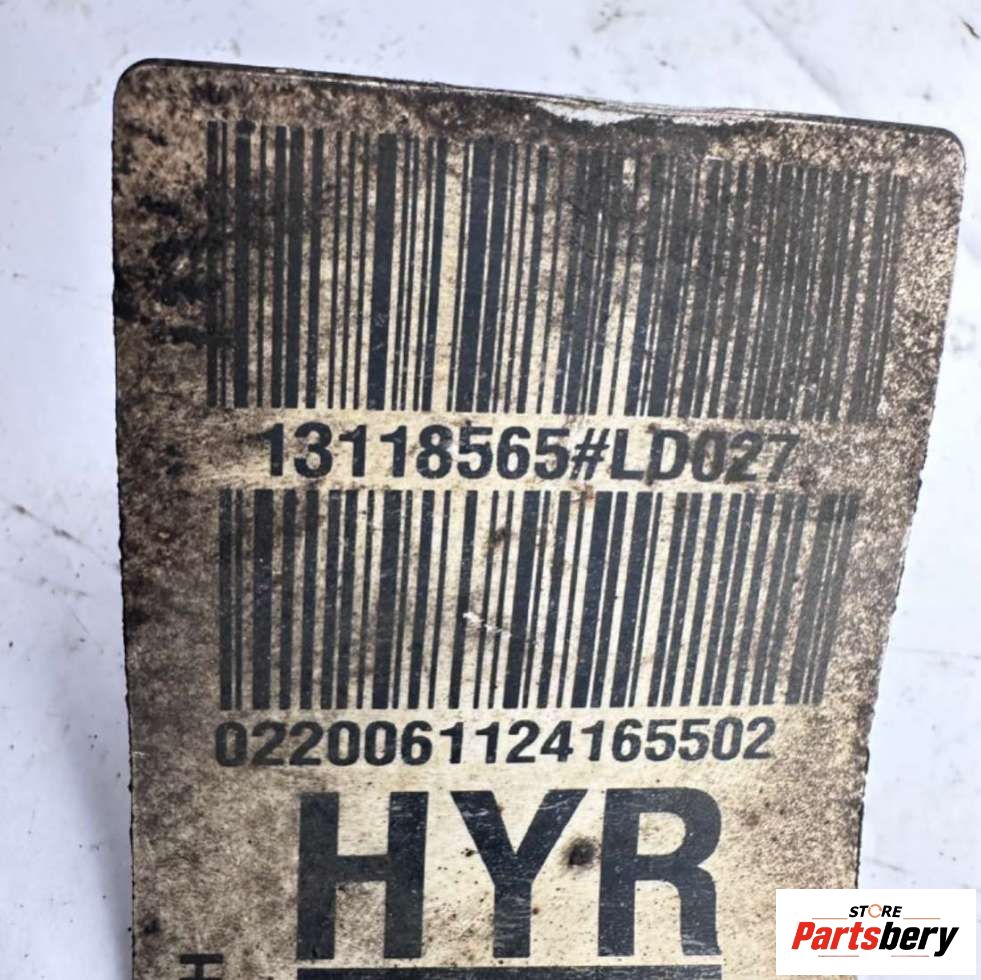 13118565#LD027
0220061124165502
HYR
H
STORE
Partsbery